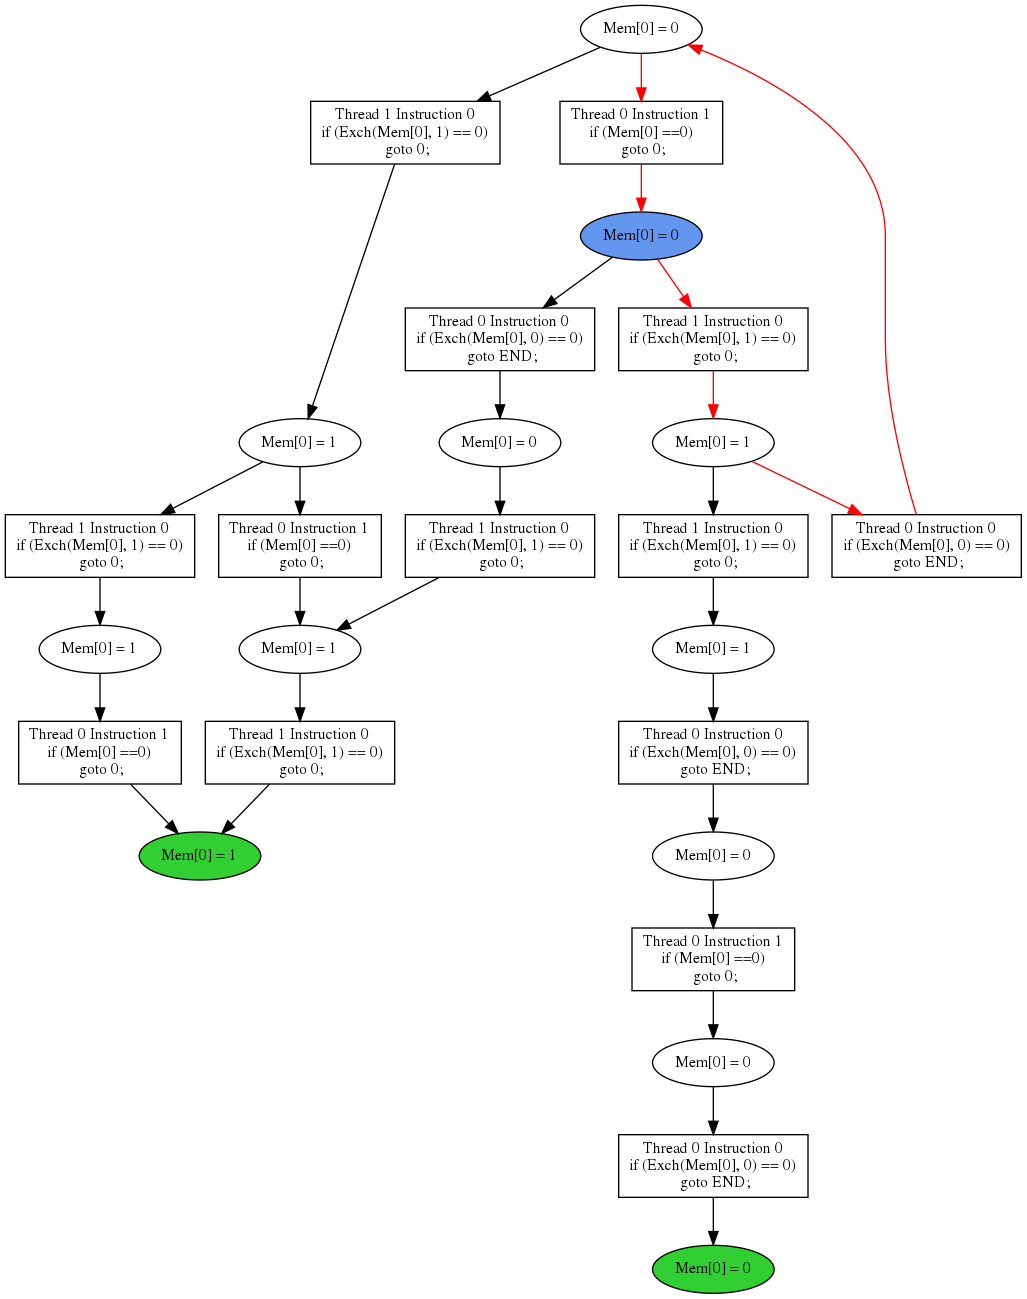 Mem[0] = 0
Thread 1 Instruction 0
if (Exch(Mem[0], 1) == 0)
goto 0;
Thread 0 Instruction 1
if (Mem[0] ==0)
goto 0;
Mem[0] = 0
Thread 0 Instruction 0
if (Exch(Mem[0], 0) == 0)
goto END;
Thread 1 Instruction 0
if (Exch(Mem[0], 1) == 0)
goto 0;
Mem[0] = 1
Mem[0] = 0
Mem[0] = 1
Thread 1 Instruction 0
if (Exch(Mem[0], 1) == 0)
goto 0;
Thread 0 Instruction 1
if (Mem[0] ==0)
goto 0;
Thread 1 Instruction 0
if (Exch(Mem[0], 1) == 0)
goto 0;
Thread 1 Instruction 0
if (Exch(Mem[0], 1) == 0)
goto 0;
Thread 0 Instruction 0
if (Exch(Mem[0], 0) == 0)
goto END;
Mem[0] = 1
Mem[0] = 1
Mem[0] = 1
Thread 0 Instruction 1
if (Mem[0] ==0)
goto 0;
Thread 1 Instruction 0
if (Exch(Mem[0], 1) == 0)
goto 0;
Thread 0 Instruction 0
if (Exch(Mem[0], 0) == 0)
goto END;
Mem[0] = 1
Mem[0] = 0
Thread 0 Instruction 1
if (Mem[0] ==0)
goto 0;
Mem[0] = 0
Thread 0 Instruction 0
if (Exch(Mem[0], 0) == 0)
goto END;
Mem[0] = 0